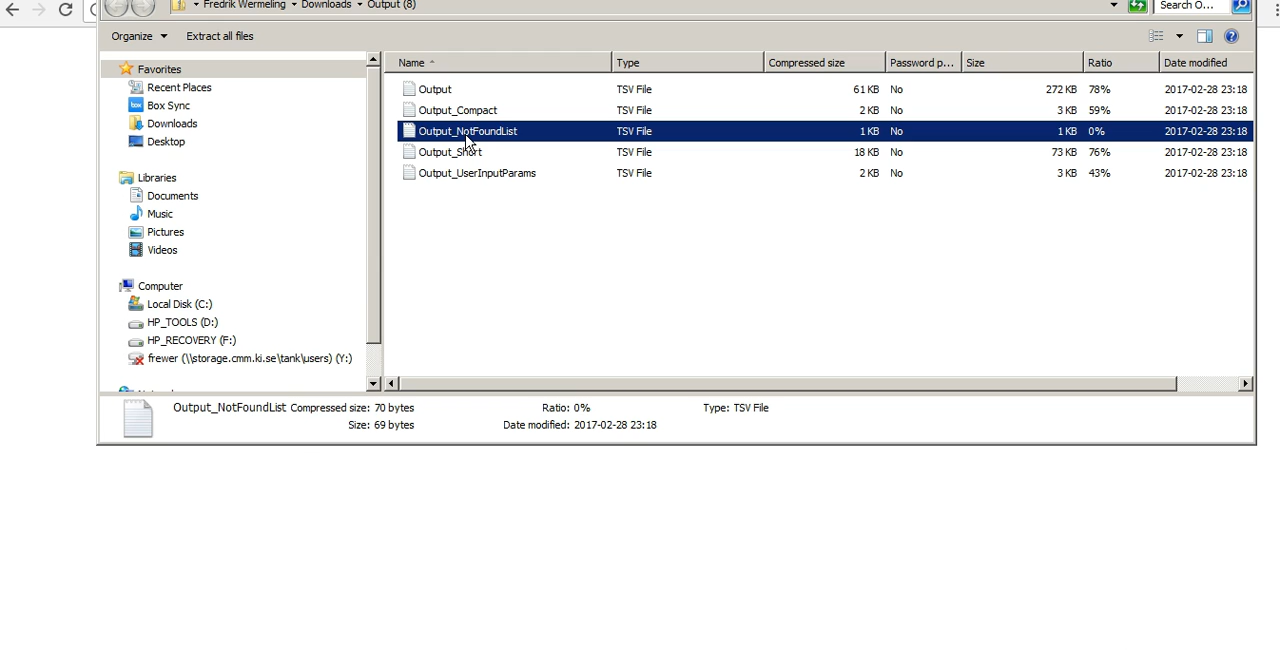 Fredrik Wermeling Downloads Output (8) Search O...
Organize Extract all files
Name Type Compressed size Password p... Size Ratio Date modified
Output TSV File 61 KB No 272 KB 78% 2017-02-28 23:18
Output_Compact TSV File 2 KB No 3 KB 59% 2017-02-28 23:18
Output_NotFoundList TSV File 1 KB No 1 KB 0% 2017-02-28 23:18
Output_Short TSV File 18 KB No 73 KB 76% 2017-02-28 23:18
Output_UserInputParams TSV File 2 KB No 3 KB 43% 2017-02-28 23:18
Favorites
Recent Places
box Box Sync
Downloads
Desktop
Libraries
Documents
Music
Pictures
Videos
Computer
Local Disk (C:)
HP_TOOLS (D:)
HP_RECOVERY (F:)
frewer (\\storage.cmm.ki.se\tank\users) (Y:)
Output_NotFoundList Compressed size: 70 bytes Ratio: 0% Type: TSV File
Size: 69 bytes Date modified: 2017-02-28 23:18